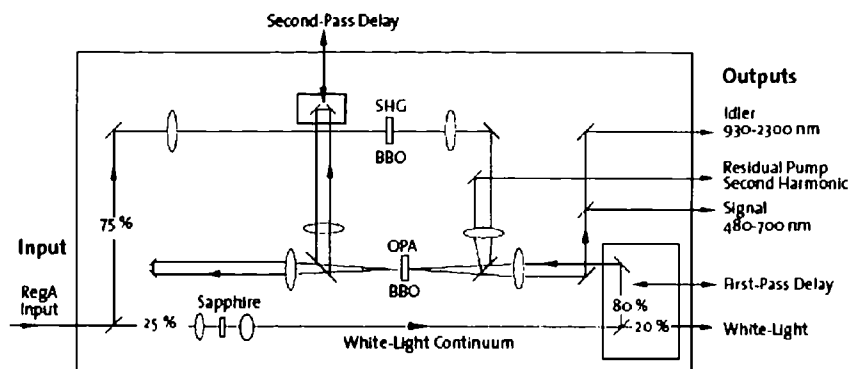 Second-Pass Delay
Outputs
SHG
BBO
Idler
930-2300 nm
Residual Pump
Second Harmonic
Signal
480-700 nm
75 %
Input
RegA
Input
OPA
BBO
First-Pass Delay
Sapphire
25 %
80 %
20 %
White-Light
White-Light Continuum